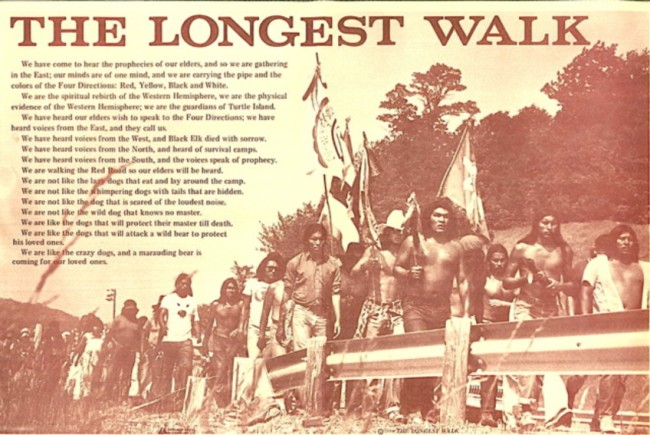 THE LONGEST WALK
We have come to hear the prophecies of our elders, and so we are gathering
in the East; our minds are of one mind, and we are carrying the pipe and the
colors of the Four Directions: Red, Yellow, Black and White.
We are the spiritual rebirth of the Western Hemisphere, we are the physical
evidence of the Western Hemisphere; we are the guardians of Turtle Island.
We have heard our elders wish to speak to the Four Directions; we have
heard voices from the East, and they call us.
We have heard voices from the West, and Black Elk died with sorrow.
We have heard voices from the North, and heard of survival camps.
We have heard voices from the South, and the voices speak of prophecy.
We are walking the Red Road so our elders will be heard.
We are not like the lazy dogs that eat and lay around the camp.
We are not like the whimpering dogs with tails that are hidden.
We are not like the dog that is scared of the loudest noise.
We are not like the wild dog that knows no master.
We are like the dogs that will protect their master till death.
We are like the dogs that will attack a wild bear to protect
his loved ones.
We are like the crazy dogs, and a marauding bear is
coming for our loved ones.
THE LONGEST WALK